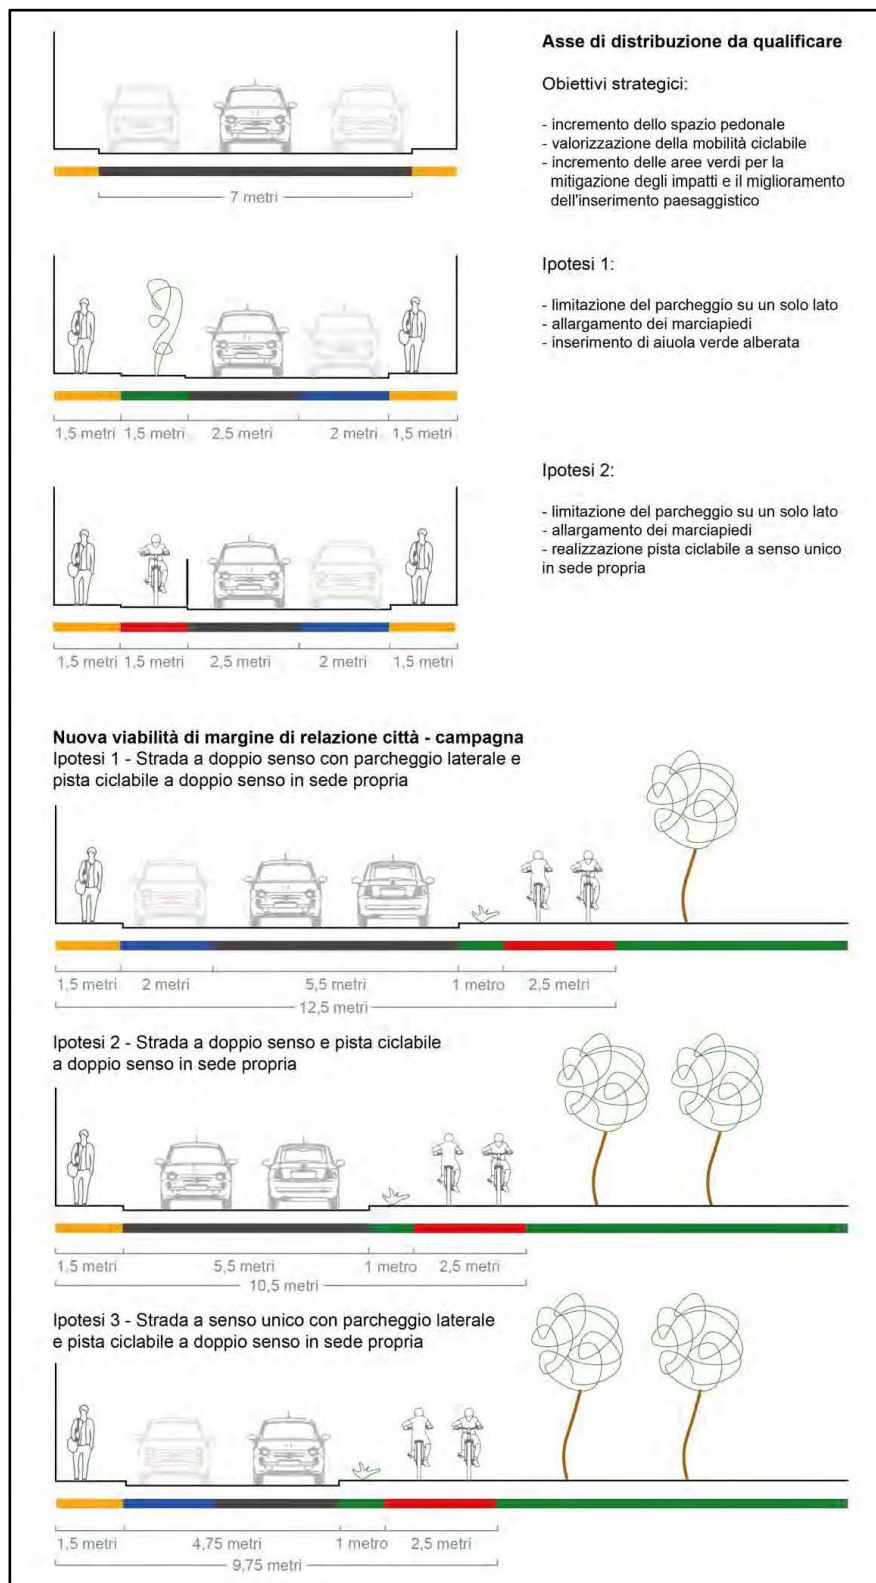 Asse di distribuzione da qualificare
Obiettivi strategici:
- incremento dello spazio pedonale
- valorizzazione della mobilità ciclabile
- incremento delle aree verdi per la
mitigazione degli impatti e il miglioramento
dell'inserimento paesaggistico
7 metri
Ipotesi 1:
- limitazione del parcheggio su un solo lato
- allargamento dei marciapiedi
- inserimento di aiuola verde alberata
1,5 metri 1,5 metri 2,5 metri 2 metri 1,5 metri
Ipotesi 2:
- limitazione del parcheggio su un solo lato
- allargamento dei marciapiedi
- realizzazione pista ciclabile a senso unico
in sede propria
1,5 metri 1,5 metri 2,5 metri 2 metri 1,5 metri
Nuova viabilità di margine di relazione città - campagna
Ipotesi 1 - Strada a doppio senso con parcheggio laterale e
pista ciclabile a doppio senso in sede propria
1,5 metri 2 metri 5,5 metri 1 metro 2,5 metri
12,5 metri
Ipotesi 2 - Strada a doppio senso e pista ciclabile
a doppio senso in sede propria
1,5 metri 5,5 metri 1 metro 2,5 metri
10,5 metri
Ipotesi 3 - Strada a senso unico con parcheggio laterale
e pista ciclabile a doppio senso in sede propria
1,5 metri 4,75 metri 1 metro 2,5 metri
9,75 metri